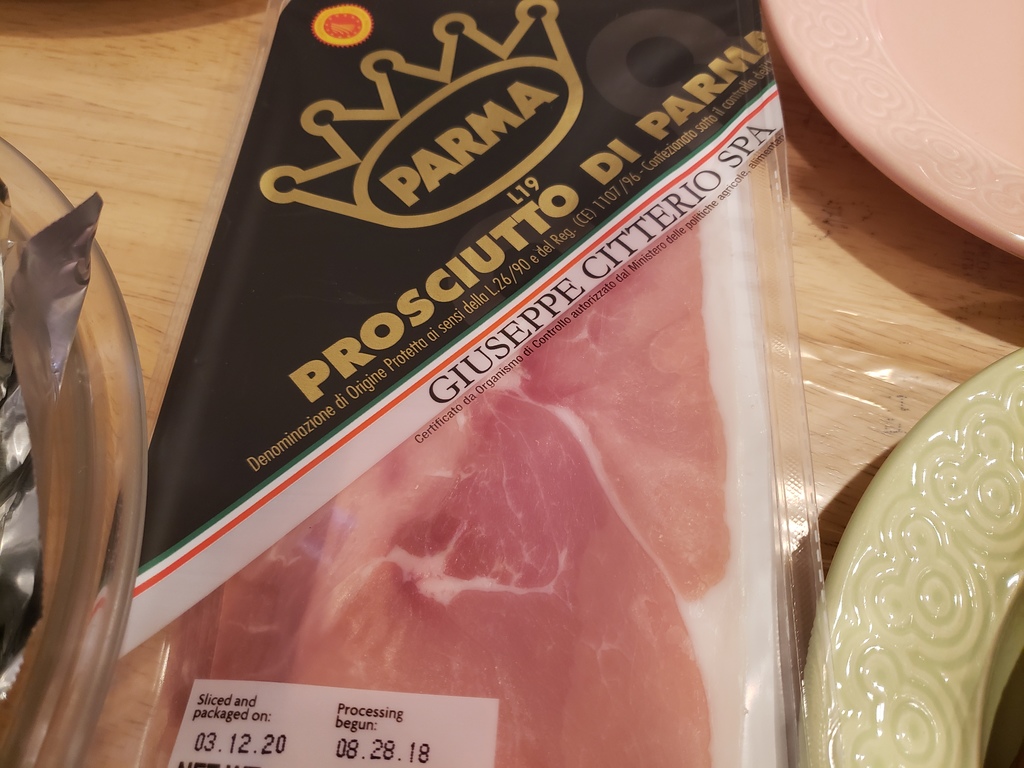 PARMA
L19
PROSCIUTTO DI PARMA
Denominazione di Origine Protetta ai sensi della L.26/90 e del Reg. (CE) 1107/96 - Confezionato sotto il controllo
GIUSEPPE CITTERIO SPA
Certificato da Organismo di Controllo autorizzato dal Ministero delle politiche agricole,
Sliced and
packaged on:
03.12.20
Processing
begun:
08.28.18